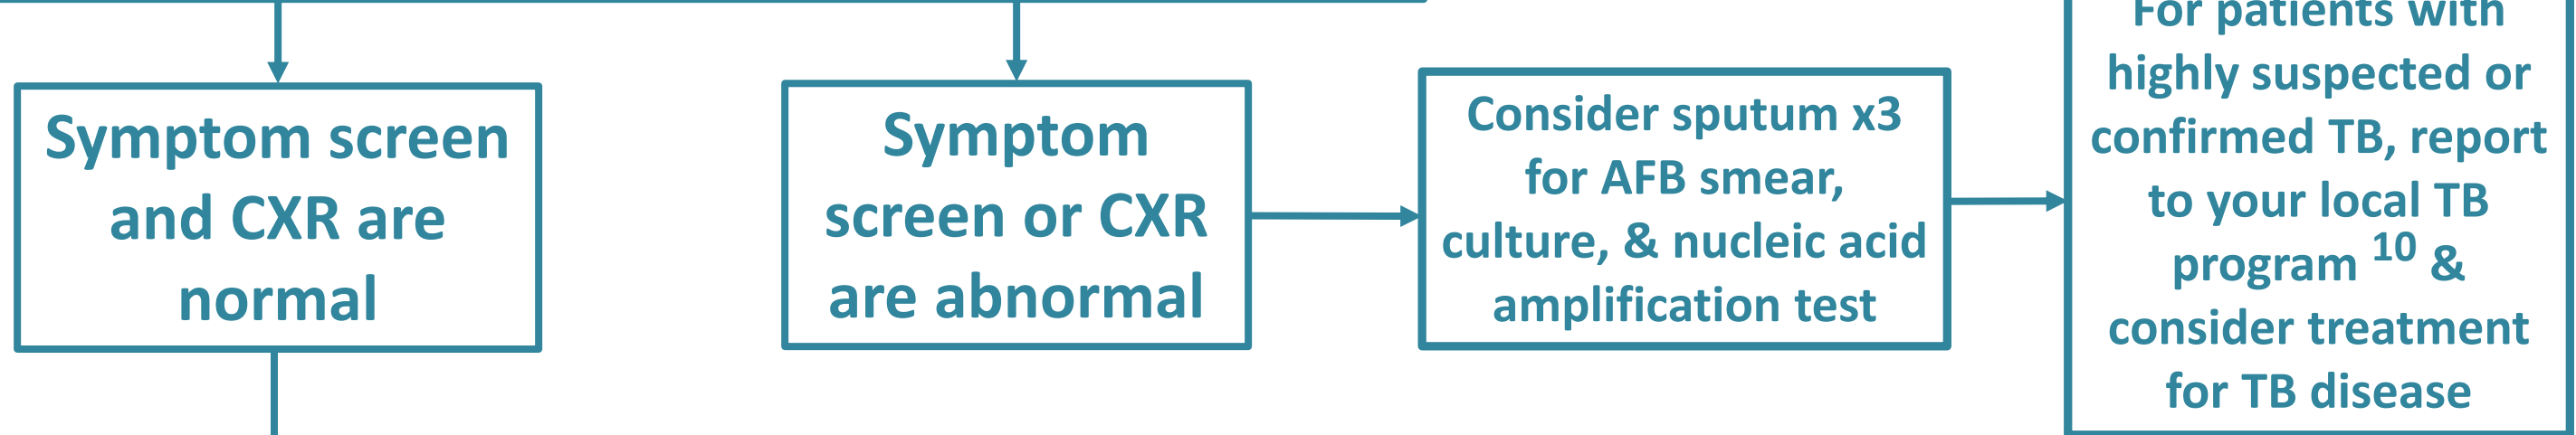 Symptom screen
and CXR are
normal
Symptom
screen or CXR
are abnormal
Consider sputum x3
for AFB smear,
culture, & nucleic acid
amplification test
For patients with
highly suspected or
confirmed TB, report
to your local TB
program 10 &
consider treatment
for TB disease